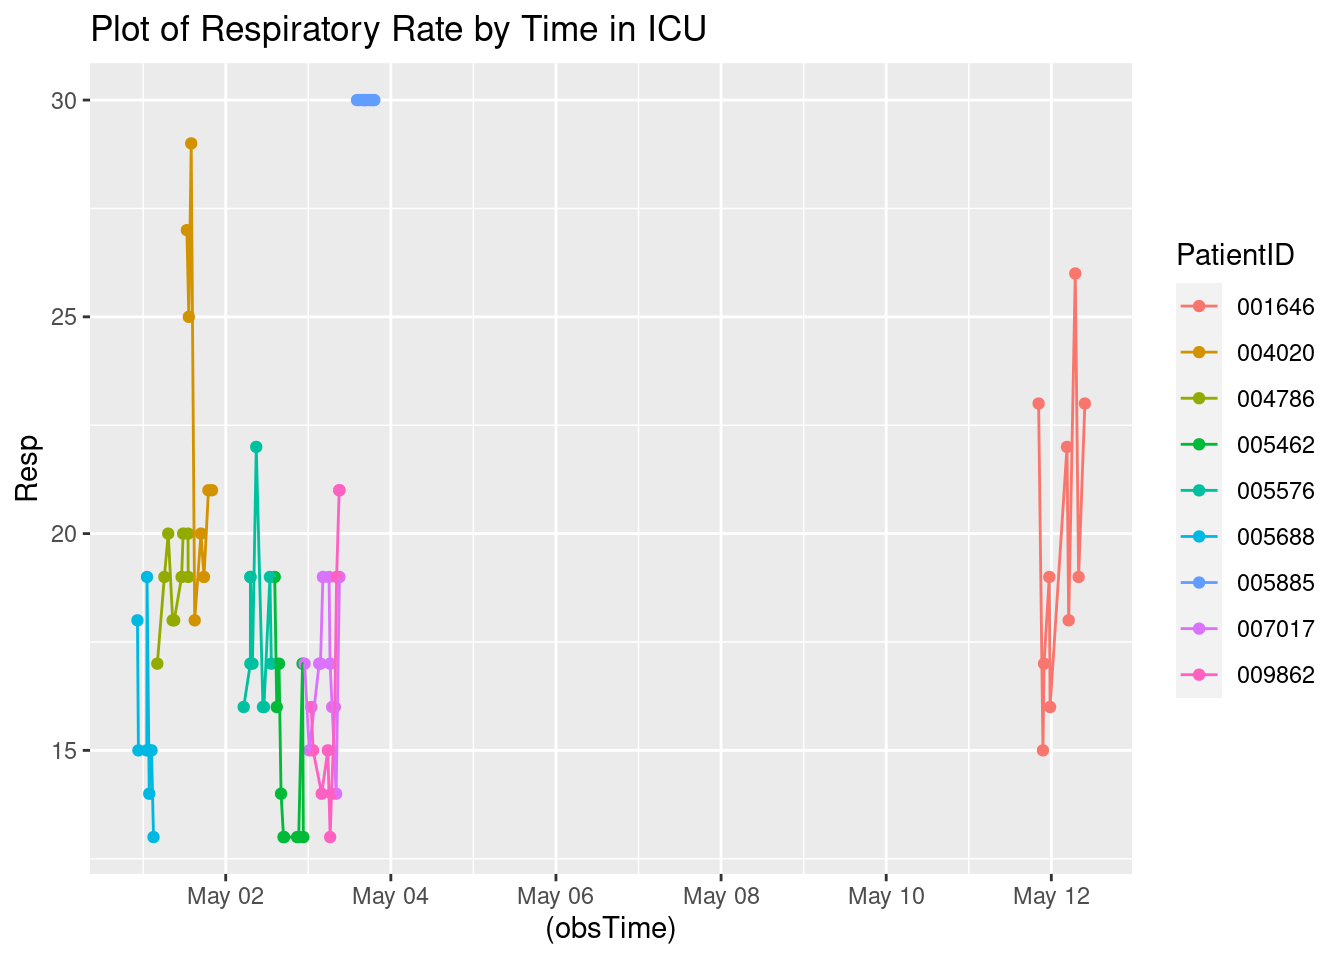 Plot of Respiratory Rate by Time in ICU
30
25
20
15
Resp
May 02
May 04
May 06
May 08
May 10
May 12
(obsTime)
PatientID
001646
004020
004786
005462
005576
005688
005885
007017
009862